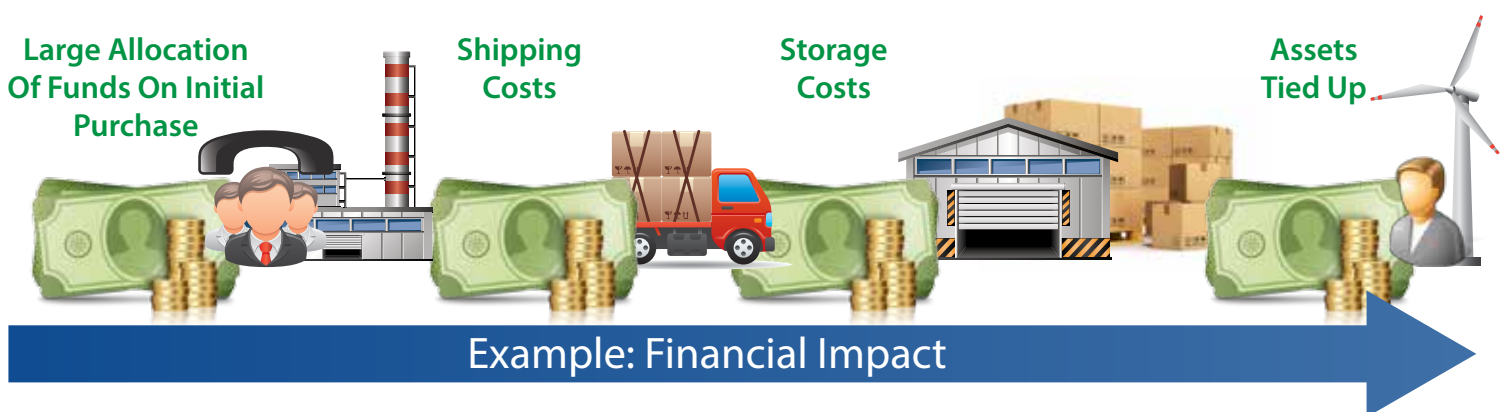 Large Allocation
Of Funds On Initial
Purchase
Shipping
Costs
Storage
Costs
Assets
Tied Up
Example: Financial Impact